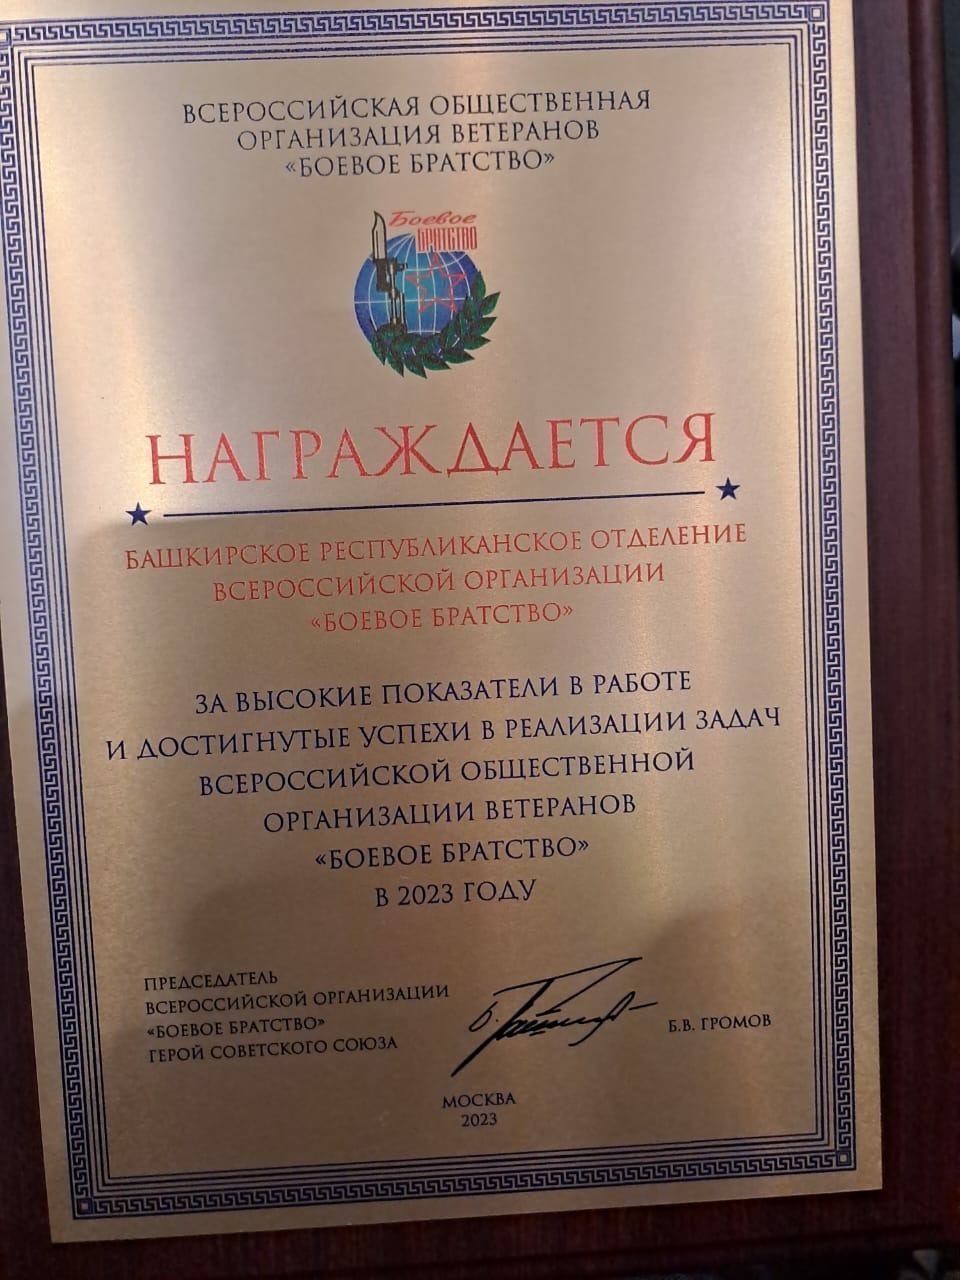 ВСЕРОССИЙСКАЯ ОБЩЕСТВЕННАЯ
ОРГАНИЗАЦИЯ ВЕТЕРАНОВ
«БОЕВОЕ БРАТСТВО»
Боевое
БРАТСТВО
НАГРАЖДАЕТСЯ
БАШКИРСКОЕ РЕСПУБЛИКАНСКОЕ ОТДЕЛЕНИЕ
ВСЕРОССИЙСКОЙ ОРГАНИЗАЦИИ
«БОЕВОЕ БРАТСТВО»
ЗА ВЫСОКИЕ ПОКАЗАТЕЛИ В РАБОТЕ
И ДОСТИГНУТЫЕ УСПЕХИ В РЕАЛИЗАЦИИ ЗАДАЧ
ВСЕРОССИЙСКОЙ ОБЩЕСТВЕННОЙ
ОРГАНИЗАЦИИ ВЕТЕРАНОВ
«БОЕВОЕ БРАТСТВО»
В 2023 ГОДУ
ПРЕДСЕДАТЕЛЬ
ВСЕРОССИЙСКОЙ ОРГАНИЗАЦИИ
«БОЕВОЕ БРАТСТВО»
ГЕРОЙ СОВЕТСКОГО СОЮЗА
Б.В. ГРОМОВ
МОСКВА
2023